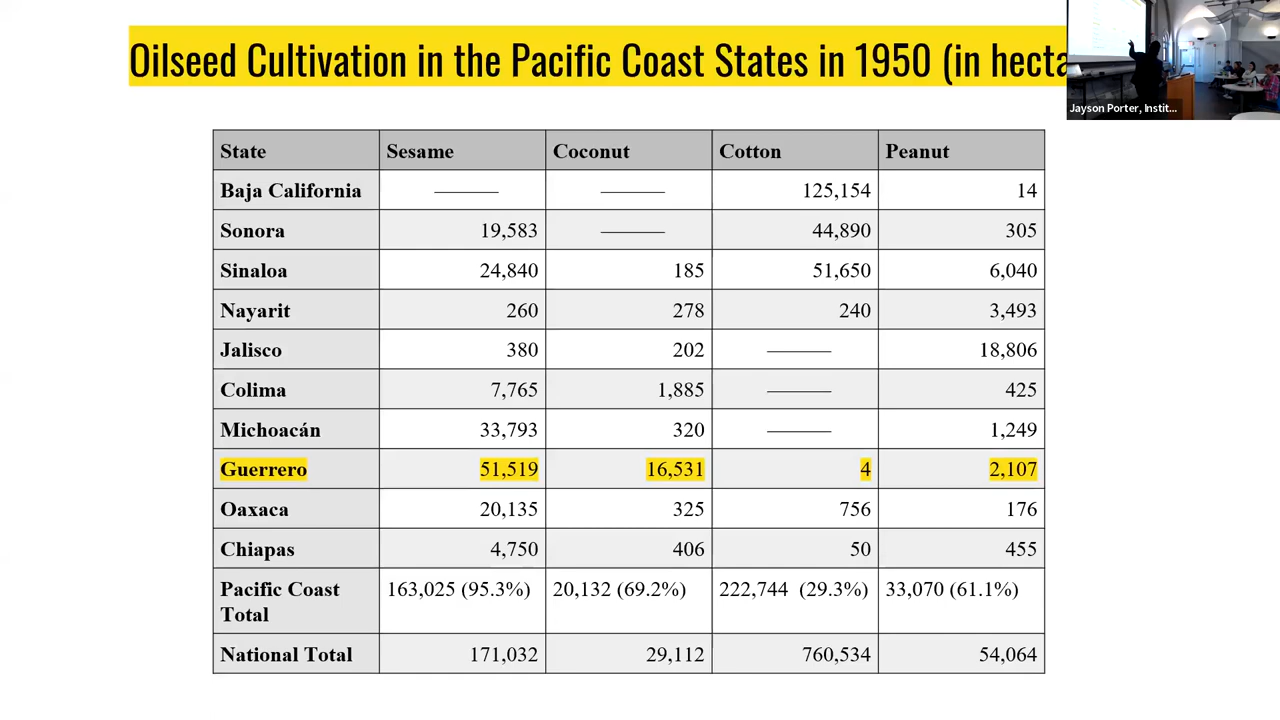 Oilseed Cultivation in the Pacific Coast States in 1950 (in hecta
Jayson Porter, Instit...
State Sesame Coconut Cotton Peanut
Baja California ——— ——— 125,154 14
Sonora 19,583 ——— 44,890 305
Sinaloa 24,840 185 51,650 6,040
Nayarit 260 278 240 3,493
Jalisco 380 202 ——— 18,806
Colima 7,765 1,885 ——— 425
Michoacán 33,793 320 ——— 1,249
Guerrero 51,519 16,531 4 2,107
Oaxaca 20,135 325 756 176
Chiapas 4,750 406 50 455
Pacific Coast 163,025 (95.3%) 20,132 (69.2%) 222,744 (29.3%) 33,070 (61.1%)
Total
National Total 171,032 29,112 760,534 54,064